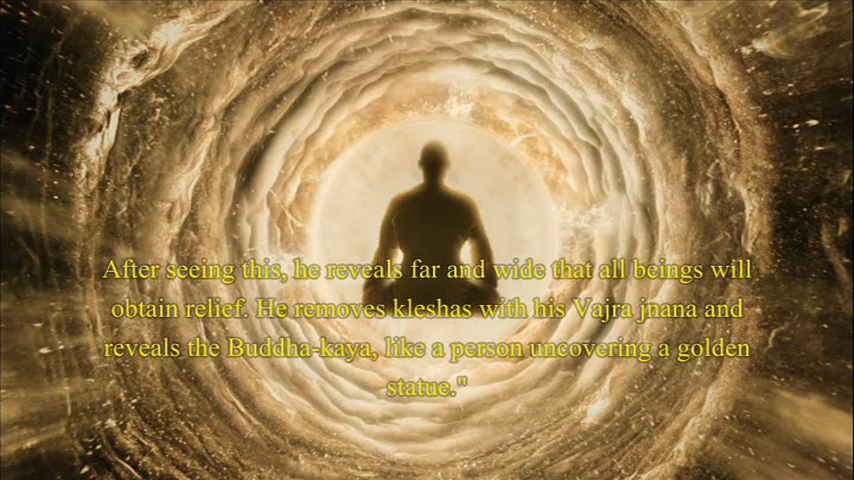 After seeing this, he reveals far and wide that all beings will
obtain relief. He removes kleshas with his Vajra jnana and
reveals the Buddha-kaya, like a person uncovering a golden
statue."